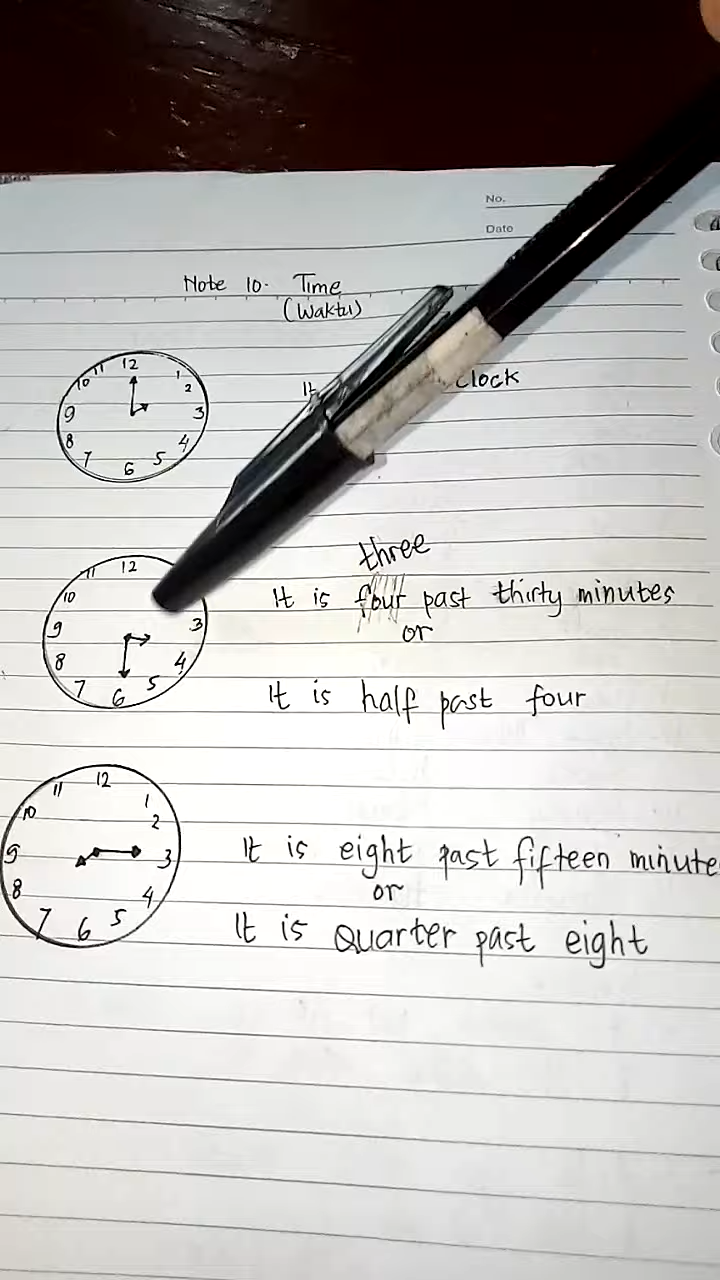 No.
Date
Note 10. Time
(Waktu)
12
11
1
10
2
9
3
8
4
7
5
6
It
clock
12
11
10
9
3
8
4
7
5
6
three
It is four past thirty minutes
or
It is half past four
12
11
1
10
2
9
3
8
4
7
5
6
It is eight past fifteen minute
or
It is Quarter past eight